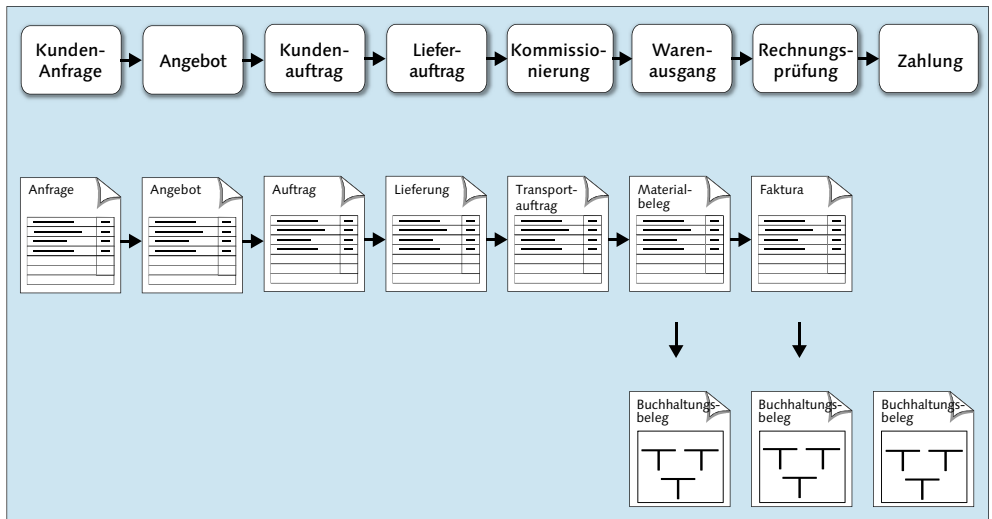 Kunden-
Anfrage
Angebot
Kunden-
auftrag
Liefer-
auftrag
Kommissio-
nierung
Waren-
ausgang
Rechnungs-
prüfung
Zahlung
Anfrage
Angebot
Auftrag
Lieferung
Transport-
auftrag
Material-
beleg
Faktura
Buchhaltungs-
beleg
Buchhaltungs-
beleg
Buchhaltungs-
beleg